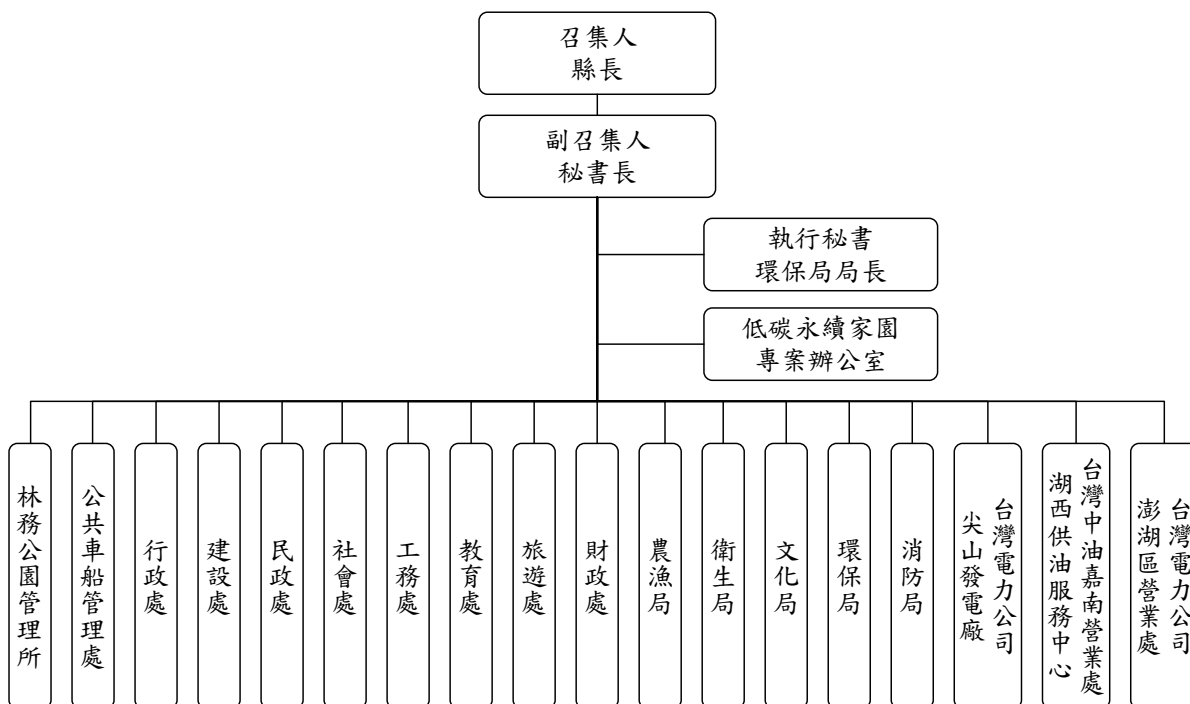 召集人
縣長
副召集人
秘書長
執行秘書
環保局局長
低碳永續家園
專案辦公室
林務公園管理所
公共車船管理處
行政處
建設處
民政處
社會處
工務處
教育處
旅遊處
財政處
農漁局
衛生局
文化局
環保局
消防局
台灣電力公司
尖山發電廠
台灣中油嘉南營業處
湖西供油服務中心
台灣電力公司
澎湖區營業處